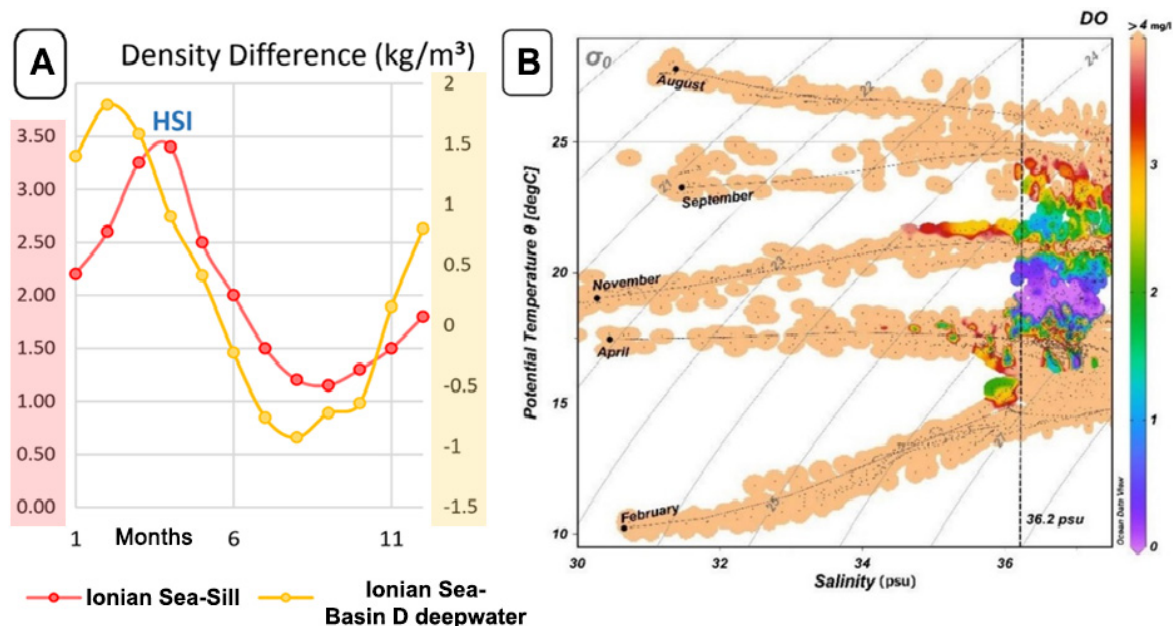 A
Density Difference (kg/m³)
2
HSI
3.50
1.5
3.00
1
2.50
0.5
2.00
0
1.50
-0.5
1.00
-1
0.50
0.00
-1.5
1 Months 6 11
Ionian Sea-Sill
Ionian Sea-
Basin D deepwater
B
DO
>4 mg/l
σ₀
24
August
22
25
3
21
September
Potential Temperature θ [degC]
20
November
23
2
April
15
1
27
February
25
36.2 psu
Ocean Data View
10
0
30 32 34 36
Salinity (psu)